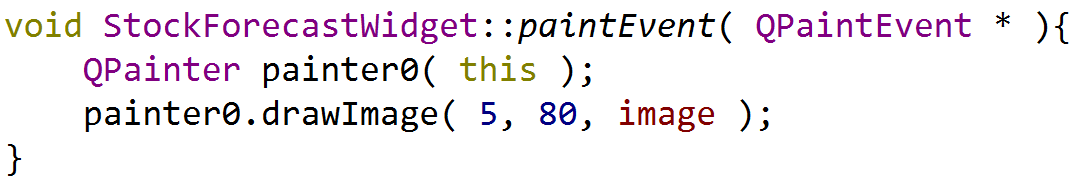 void StockForecastWidget::paintEvent( QPaintEvent * ){
    QPainter painter0( this );
    painter0.drawImage( 5, 80, image );
}